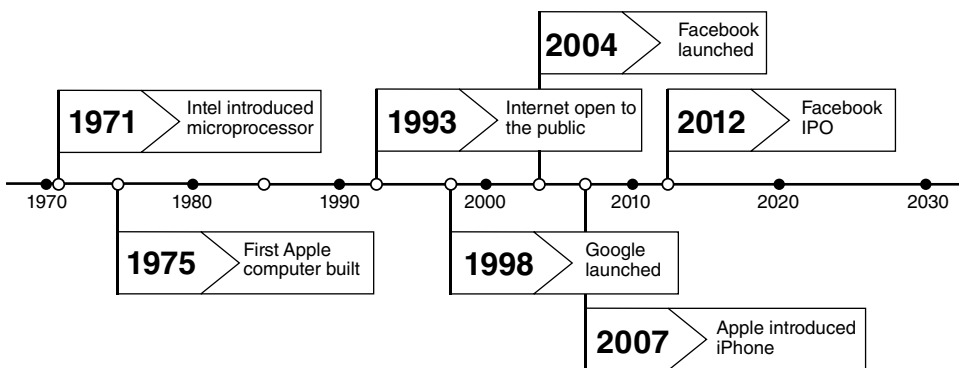 2004
Facebook
launched
1971
Intel introduced
microprocessor
1993
Internet open to
the public
2012
Facebook
IPO
1970
1980
1990
2000
2010
2020
2030
1975
First Apple
computer built
1998
Google
launched
2007
Apple introduced
iPhone